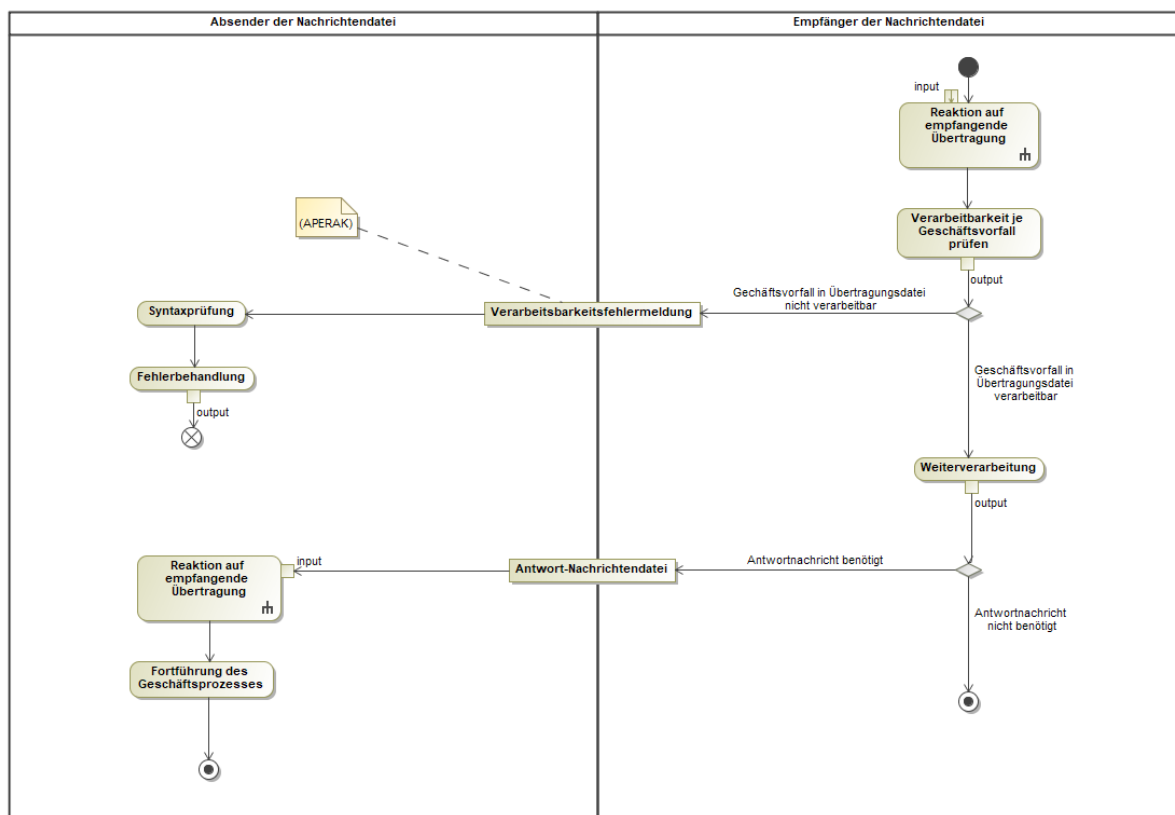 Absender der Nachrichtendatei
Empfänger der Nachrichtendatei
input
Reaktion auf
empfangende
Übertragung
(APERAK)
Verarbeitbarkeit je
Geschäftsvorfall
prüfen
output
Gechäftsvorfall in Übertragungsdatei
nicht verarbeitbar
Syntaxprüfung
Verarbeitsbarkeitsfehlermeldung
Fehlerbehandlung
output
Geschäftsvorfall in
Übertragungsdatei
verarbeitbar
Weiterverarbeitung
output
Reaktion auf
empfangende
Übertragung
input
Antwort-Nachrichtendatei
Antwortnachricht benötigt
Antwortnachricht
nicht benötigt
Fortführung des
Geschäftsprozesses